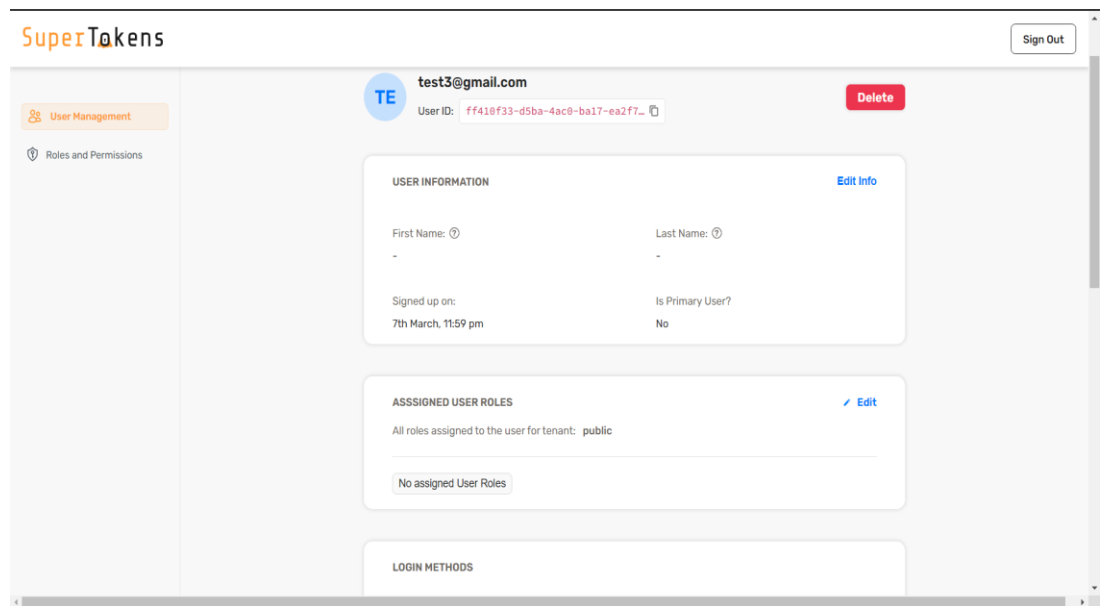 SuperTokens
Sign Out
User Management
Roles and Permissions
TE
test3@gmail.com
User ID: ff410f33-d5ba-4ac0-ba17-ea2f7…
Delete
USER INFORMATION
Edit Info
First Name:
Last Name:
-
-
Signed up on:
Is Primary User?
7th March, 11:59 pm
No
ASSSIGNED USER ROLES
Edit
All roles assigned to the user for tenant: public
No assigned User Roles
LOGIN METHODS